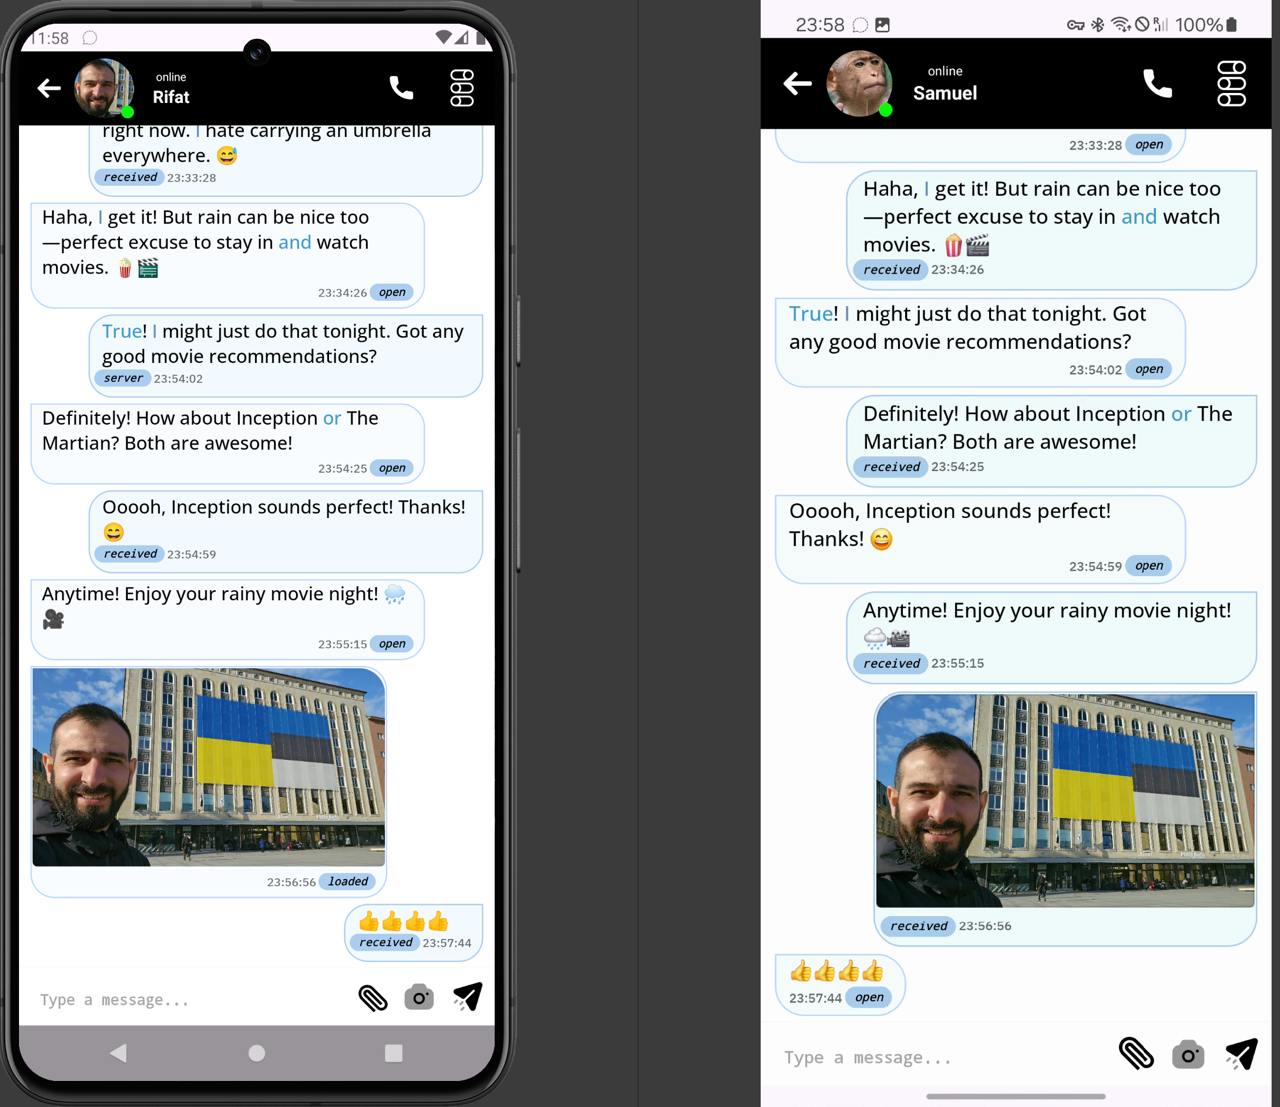 11:58
online
Rifat
right now. I hate carrying an umbrella
everywhere. 😅
received 23:33:28
Haha, I get it! But rain can be nice too
—perfect excuse to stay in and watch
movies. 🍿🎬
23:34:26 open
True! I might just do that tonight. Got any
good movie recommendations?
server 23:54:02
Definitely! How about Inception or The
Martian? Both are awesome!
23:54:25 open
Ooooh, Inception sounds perfect! Thanks!
😄
received 23:54:59
Anytime! Enjoy your rainy movie night! 🌧️
🎥
23:55:15 open
23:56:56 loaded
👍👍👍👍
received 23:57:44
Type a message...
23:58 100%
online
Samuel
23:33:28 open
Haha, I get it! But rain can be nice too
—perfect excuse to stay in and watch
movies. 🍿🎬
received 23:34:26
True! I might just do that tonight. Got
any good movie recommendations?
23:54:02 open
Definitely! How about Inception or The
Martian? Both are awesome!
received 23:54:25
Ooooh, Inception sounds perfect!
Thanks! 😄
23:54:59 open
Anytime! Enjoy your rainy movie night!
🌧️🎥
received 23:55:15
received 23:56:56
👍👍👍👍
23:57:44 open
Type a message...